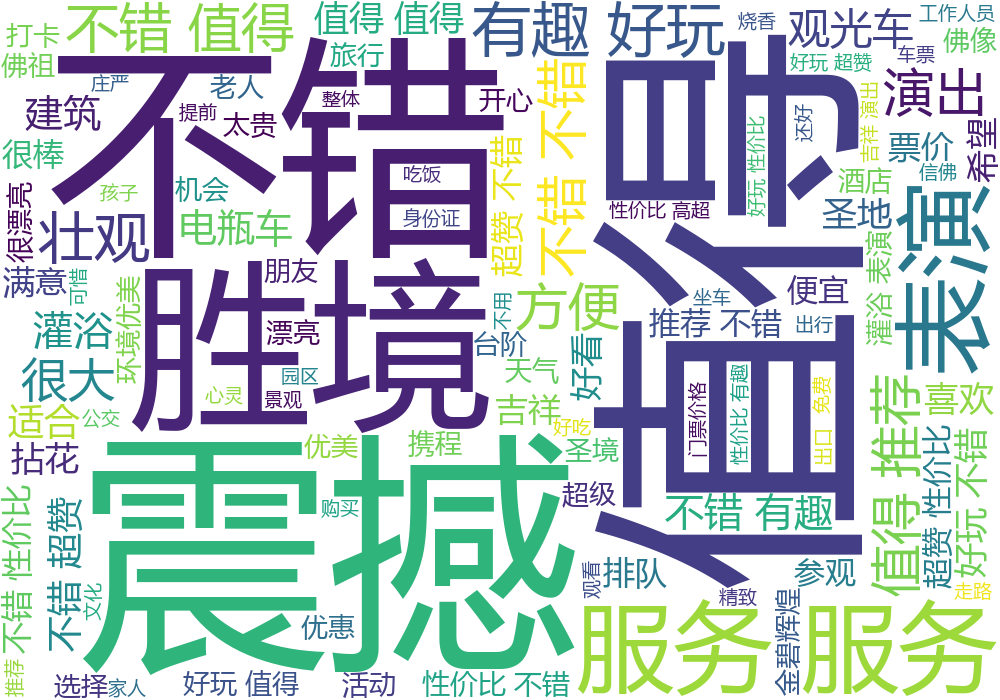 打卡
不错 值得
值得 值得
有趣 好玩
观光车
工作人员
烧香
佛祖
庄严
旅行
车票
佛像
好玩 超赞
不错
老人
整体
开心
不错 不错
值得
演出
吉祥 演出
建筑
提前
太贵
还好
票价
希望
很棒
机会
孩子
吃饭
超赞 不错
好玩 性价比
信佛
酒店
很漂亮
壮观
电瓶车
身份证
不错 不错
性价比 高超
圣地
表演
满意
可惜
朋友
胜境
灌浴 表演
便宜
坐车
方便
不用
环境优美
灌浴
漂亮
推荐 不错
出行
台阶
好看
很大
园区
心灵
景观
天气
门票价格
性价比 有趣
免费
值得 推荐
喜欢
适合
公交
吉祥
好吃
出口
拈花
优美
携程
圣境
超赞 性价比
好玩 不错
震撼
超级
不错 有趣
不错 性价比
不错 超赞
购买
观看
排队
参观
走路
文化
精致
金碧辉煌
优惠
服务 服务
推荐
选择
家人
好玩 值得
活动
性价比 不错